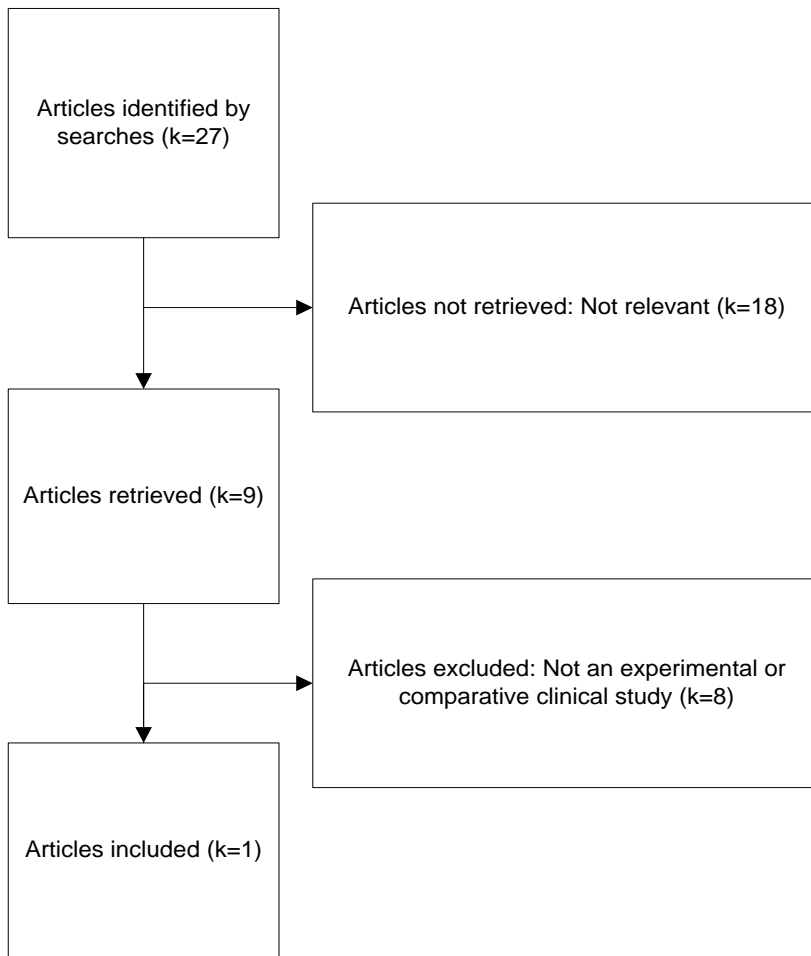 Articles identified by
searches (k=27)
Articles not retrieved: Not relevant (k=18)
Articles retrieved (k=9)
Articles excluded: Not an experimental or
comparative clinical study (k=8)
Articles included (k=1)